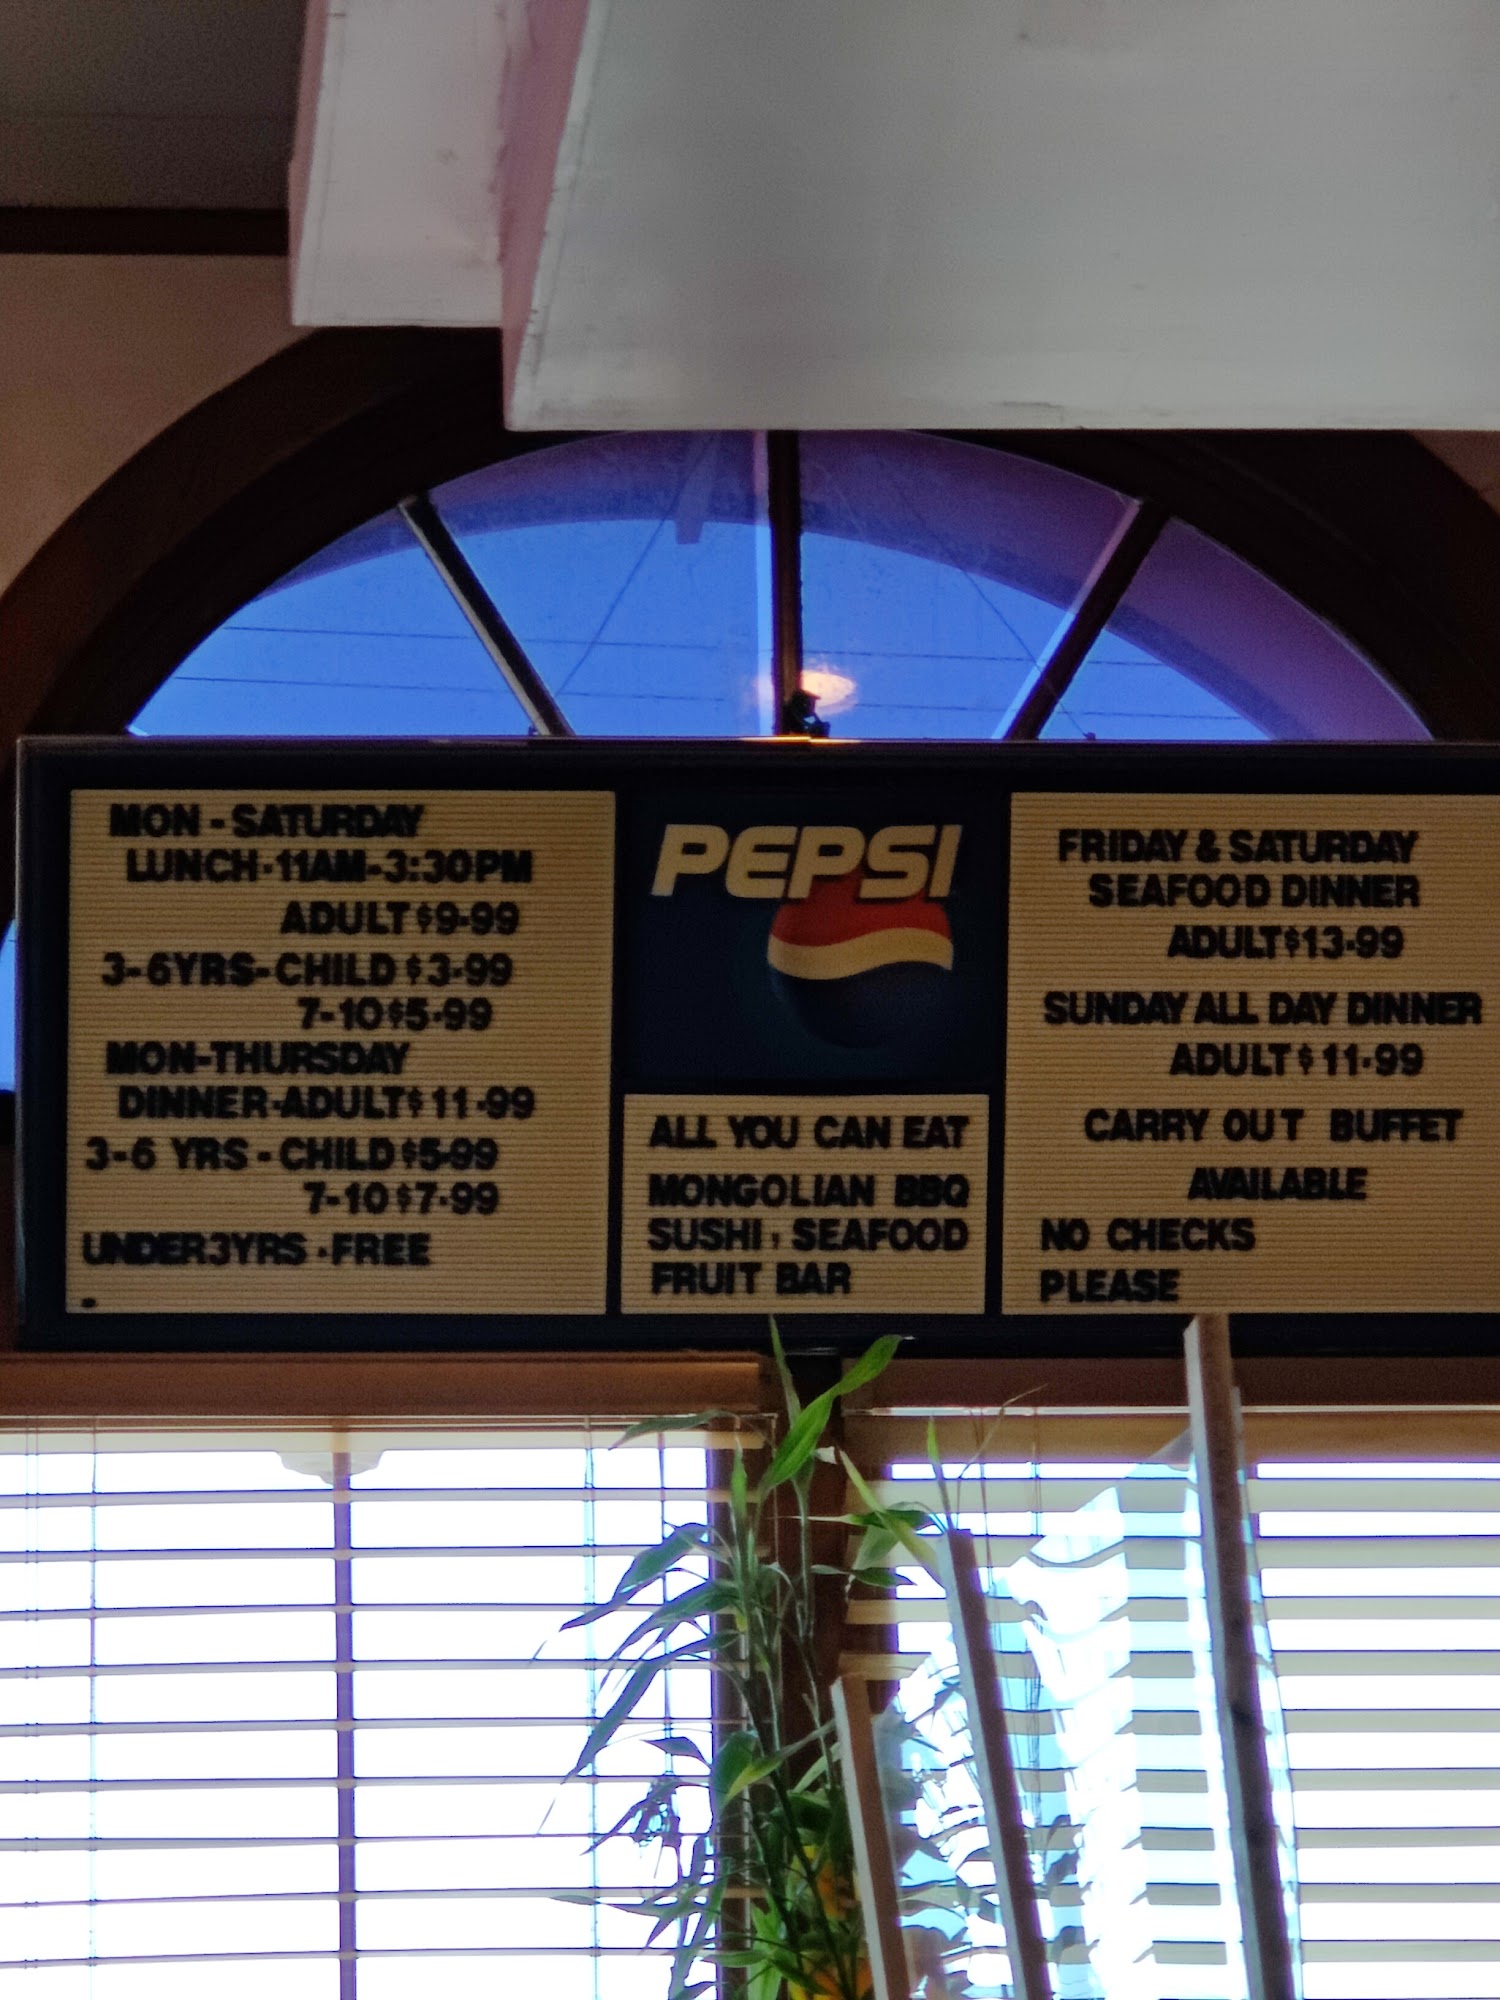 MON - SATURDAY
LUNCH-11AM-3:30PM
ADULT $9-99
3-6YRS-CHILD $3-99
7-10 $5-99
MON-THURSDAY
DINNER-ADULT $11-99
3-6 YRS - CHILD $5-99
7-10 $7-99
UNDER3YRS - FREE
PEPSI
ALL YOU CAN EAT
MONGOLIAN BBQ
SUSHI, SEAFOOD
FRUIT BAR
FRIDAY & SATURDAY
SEAFOOD DINNER
ADULT $13-99
SUNDAY ALL DAY DINNER
ADULT $11-99
CARRY OUT BUFFET
AVAILABLE
NO CHECKS
PLEASE